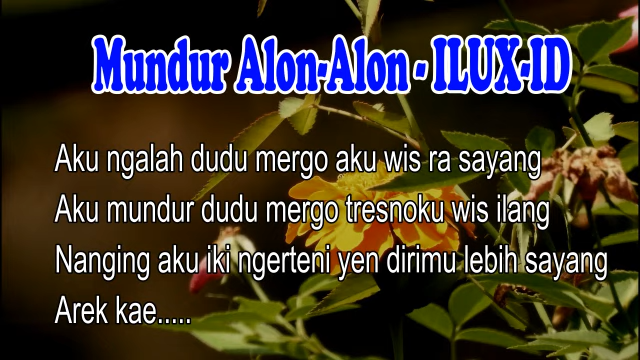 Mundur Alon-Alon - ILUX-ID
Aku ngalah dudu mergo aku wis ra sayang
Aku mundur dudu mergo tresnoku wis ilang
Nanging aku iki ngerteni yen dirimu lebih sayang
Arek kae.....